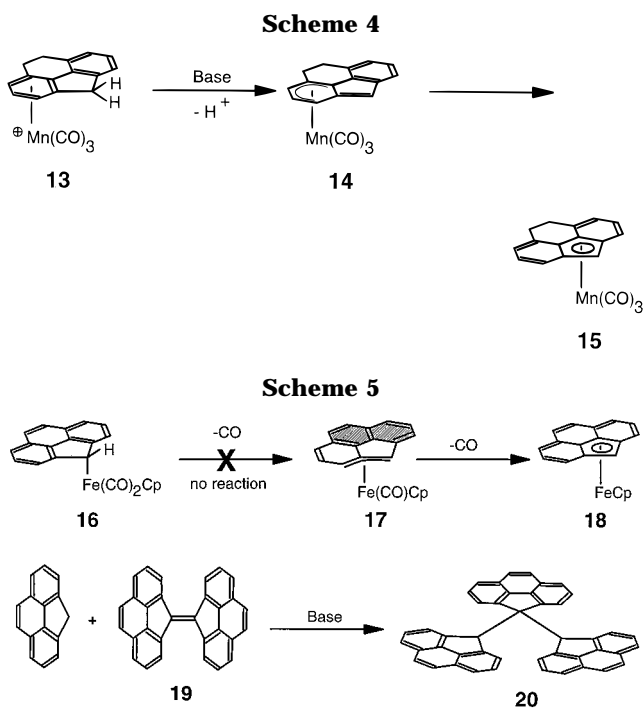 Scheme 4
H
H
⊕Mn(CO)3
13
Base
- H+
Mn(CO)3
14
Mn(CO)3
15
Scheme 5
H
Fe(CO)2Cp
16
-CO
X
no reaction
Fe(CO)Cp
17
-CO
FeCp
18
+
19
Base
20